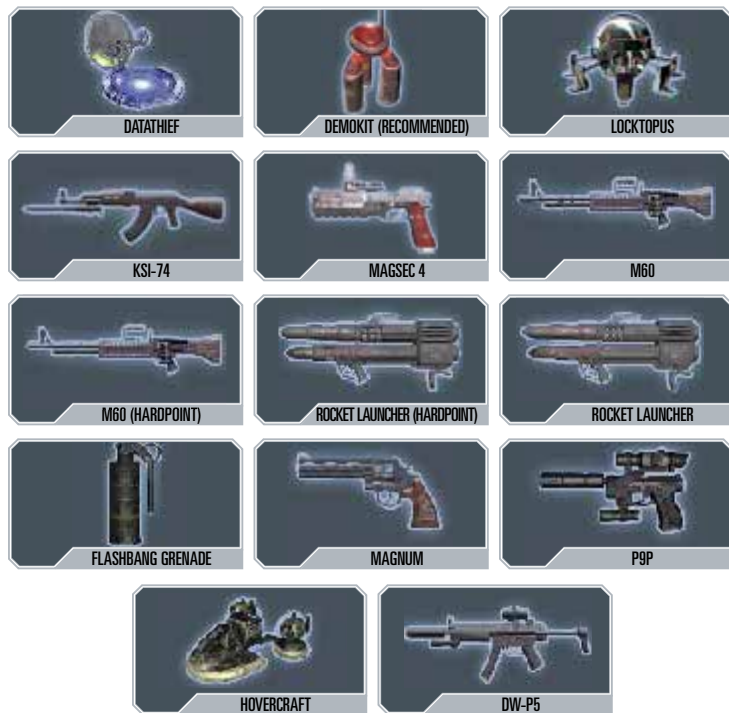 DATATHIEF
DEMOKIT (RECOMMENDED)
LOCKTOPUS
KSI-74
MAGSEC 4
M60
M60 (HARDPOINT)
ROCKET LAUNCHER (HARDPOINT)
ROCKET LAUNCHER
FLASHBANG GRENADE
MAGNUM
P9P
HOVERCRAFT
DW-P5